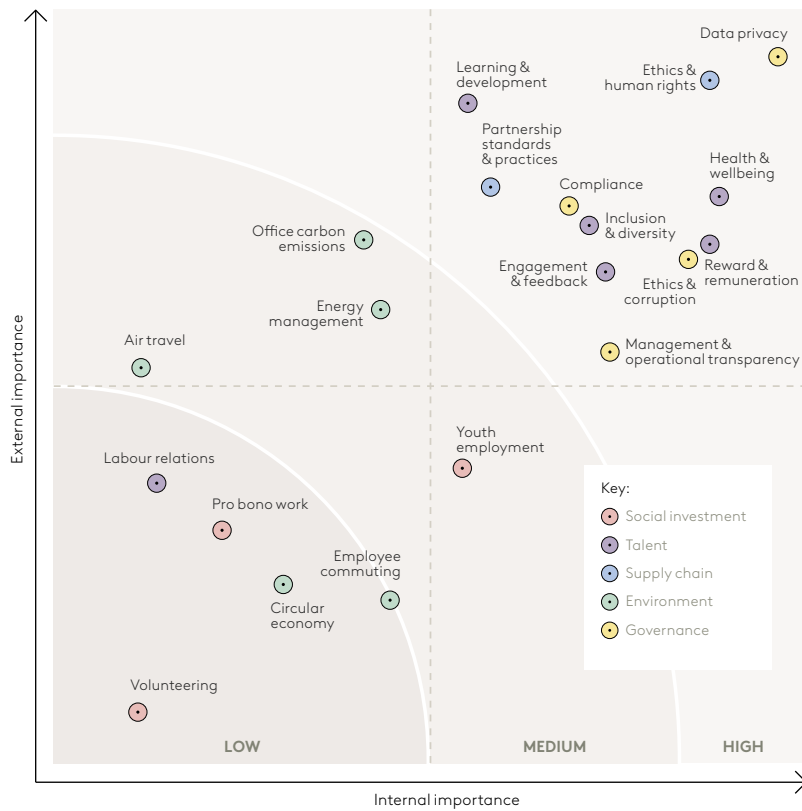 Data privacy
Learning &
development
Ethics &
human rights
Partnership
standards
& practices
Health &
wellbeing
Compliance
Inclusion
& diversity
Office carbon
emissions
Engagement
& feedback
Reward &
remuneration
Ethics &
corruption
Energy
management
Air travel
Management &
operational transparency
External importance
Youth
employment
Labour relations
Key:
Social investment
Talent
Supply chain
Environment
Governance
Pro bono work
Employee
commuting
Circular
economy
Volunteering
LOW
MEDIUM
HIGH
Internal importance